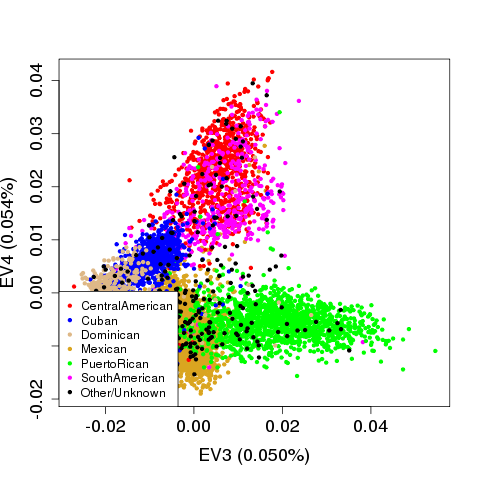 0.04
0.03
0.02
0.01
0.00
-0.02
EV4 (0.054%)
CentralAmerican
Cuban
Dominican
Mexican
PuertoRican
SouthAmerican
Other/Unknown
-0.02
0.00
0.02
0.04
EV3 (0.050%)